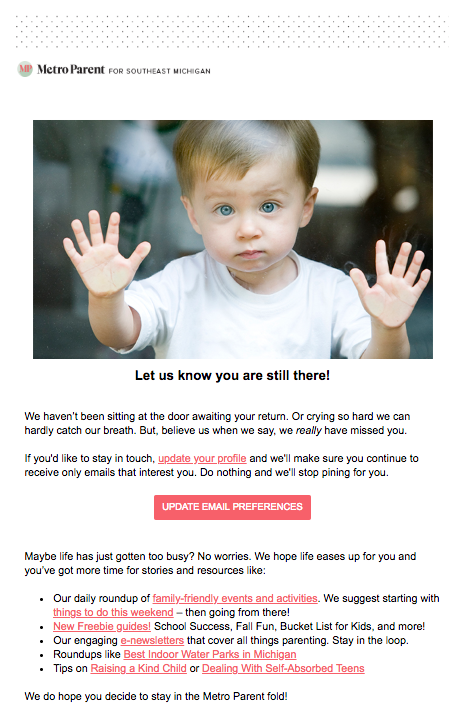 MP Metro Parent FOR SOUTHEAST MICHIGAN
Let us know you are still there!
We haven't been sitting at the door awaiting your return. Or crying so hard we can
hardly catch our breath. But, believe us when we say, we really have missed you.
If you'd like to stay in touch, update your profile and we'll make sure you continue to
receive only emails that interest you. Do nothing and we'll stop pining for you.
UPDATE EMAIL PREFERENCES
Maybe life has just gotten too busy? No worries. We hope life eases up for you and
you've got more time for stories and resources like:
• Our daily roundup of family-friendly events and activities. We suggest starting with
things to do this weekend – then going from there!
• New Freebie guides! School Success, Fall Fun, Bucket List for Kids, and more!
• Our engaging e-newsletters that cover all things parenting. Stay in the loop.
• Roundups like Best Indoor Water Parks in Michigan
• Tips on Raising a Kind Child or Dealing With Self-Absorbed Teens
We do hope you decide to stay in the Metro Parent fold!